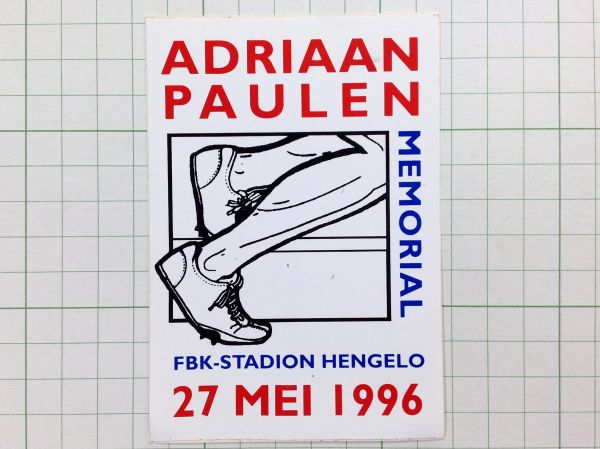 ADRIAAN
PAULEN
MEMORIAL
FBK-STADION HENGELO
27 MEI 1996